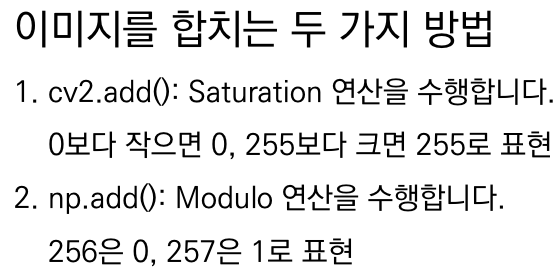 이미지를 합치는 두 가지 방법
1. cv2.add(): Saturation 연산을 수행합니다.
0보다 작으면 0, 255보다 크면 255로 표현
2. np.add(): Modulo 연산을 수행합니다.
256은 0, 257은 1로 표현